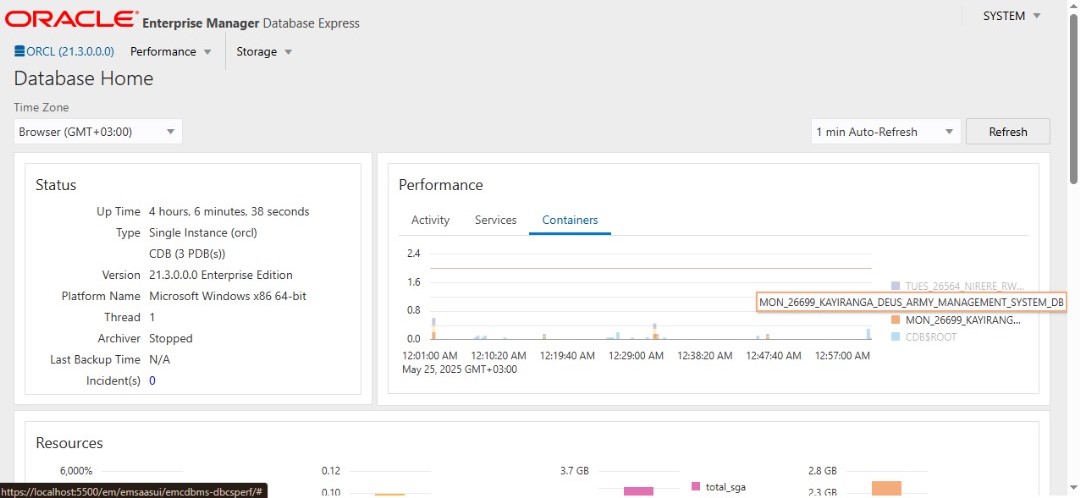 ORACLE Enterprise Manager Database Express
SYSTEM
ORCL (21.3.0.0.0) Performance Storage
Database Home
Time Zone
Browser (GMT+03:00)
1 min Auto-Refresh
Refresh
Status
Up Time 4 hours, 6 minutes, 38 seconds
Type Single Instance (orcl)
CDB (3 PDB(s))
Version 21.3.0.0.0 Enterprise Edition
Platform Name Microsoft Windows x86 64-bit
Thread 1
Archiver Stopped
Last Backup Time N/A
Incident(s) 0
Performance
Activity Services Containers
2.4
1.6
0.8
0.0
12:01:00 AM 12:10:20 AM 12:19:40 AM 12:29:00 AM 12:38:20 AM 12:47:40 AM 12:57:00 AM
May 25, 2025 GMT+03:00
TUES_26564_NIRERE_RW...
MON_26699_KAYIRANGA_DEUS_ARMY_MANAGEMENT_SYSTEM_DB
MON_26699_KAYIRANG...
CDB$ROOT
Resources
6,000% 0.12 3.7 GB 2.8 GB
total_sga
0.10 2.3 GB
https://localhost:5500/em/emsaasui/emcdbms-dbcsperf/#